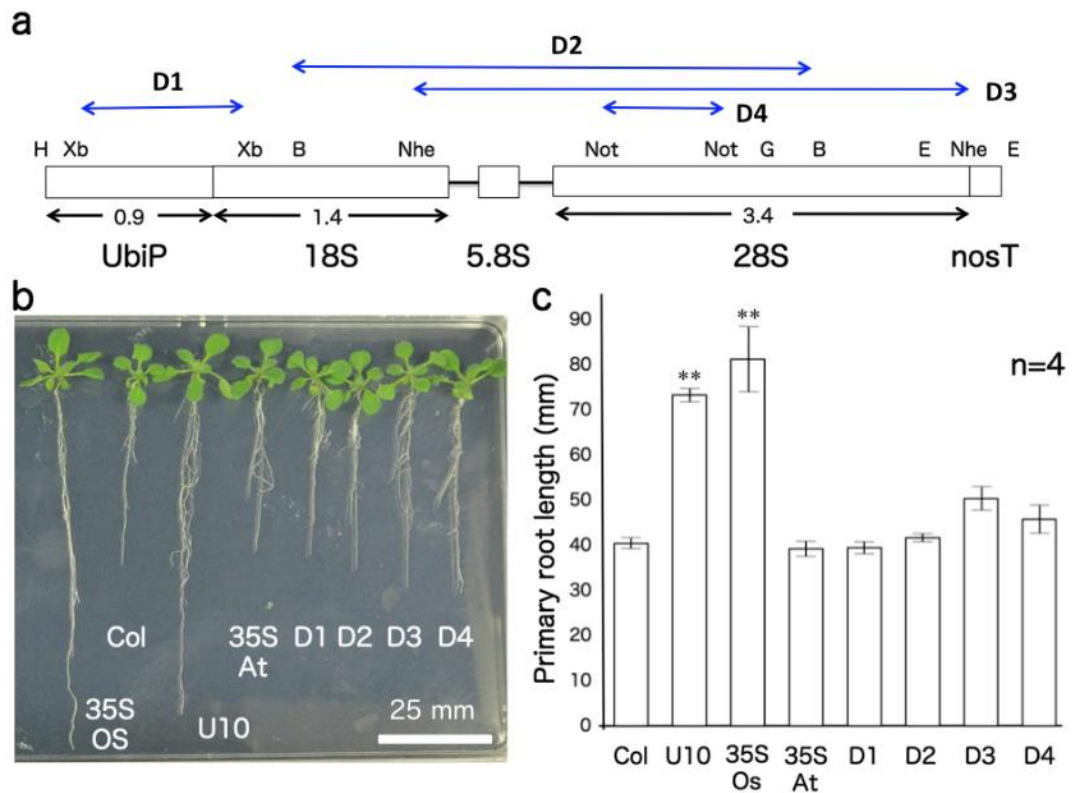 a
D2
D1
D3
D4
H Xb Xb B Nhe Not Not G B E Nhe E
0.9 1.4 3.4
UbiP 18S 5.8S 28S nosT
b
Col
35S
At
D1 D2 D3 D4
35S
OS
U10
25 mm
c
Primary root length (mm)
90
80
70
60
50
40
30
20
10
0
**
**
n=4
Col U10 35S 35S D1 D2 D3 D4
Os At